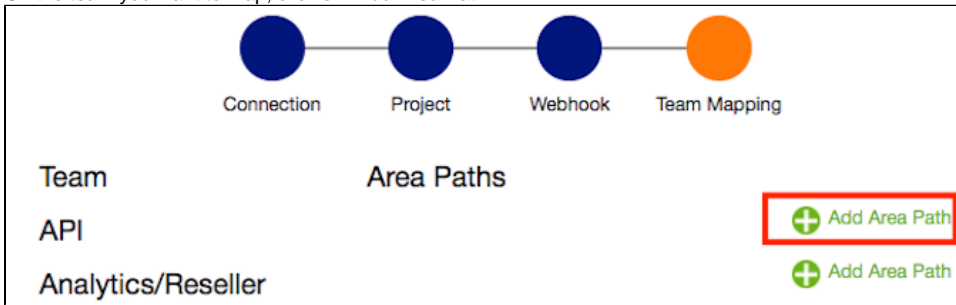 Connection Project Webhook Team Mapping
Team Area Paths
API Add Area Path
Analytics/Reseller Add Area Path